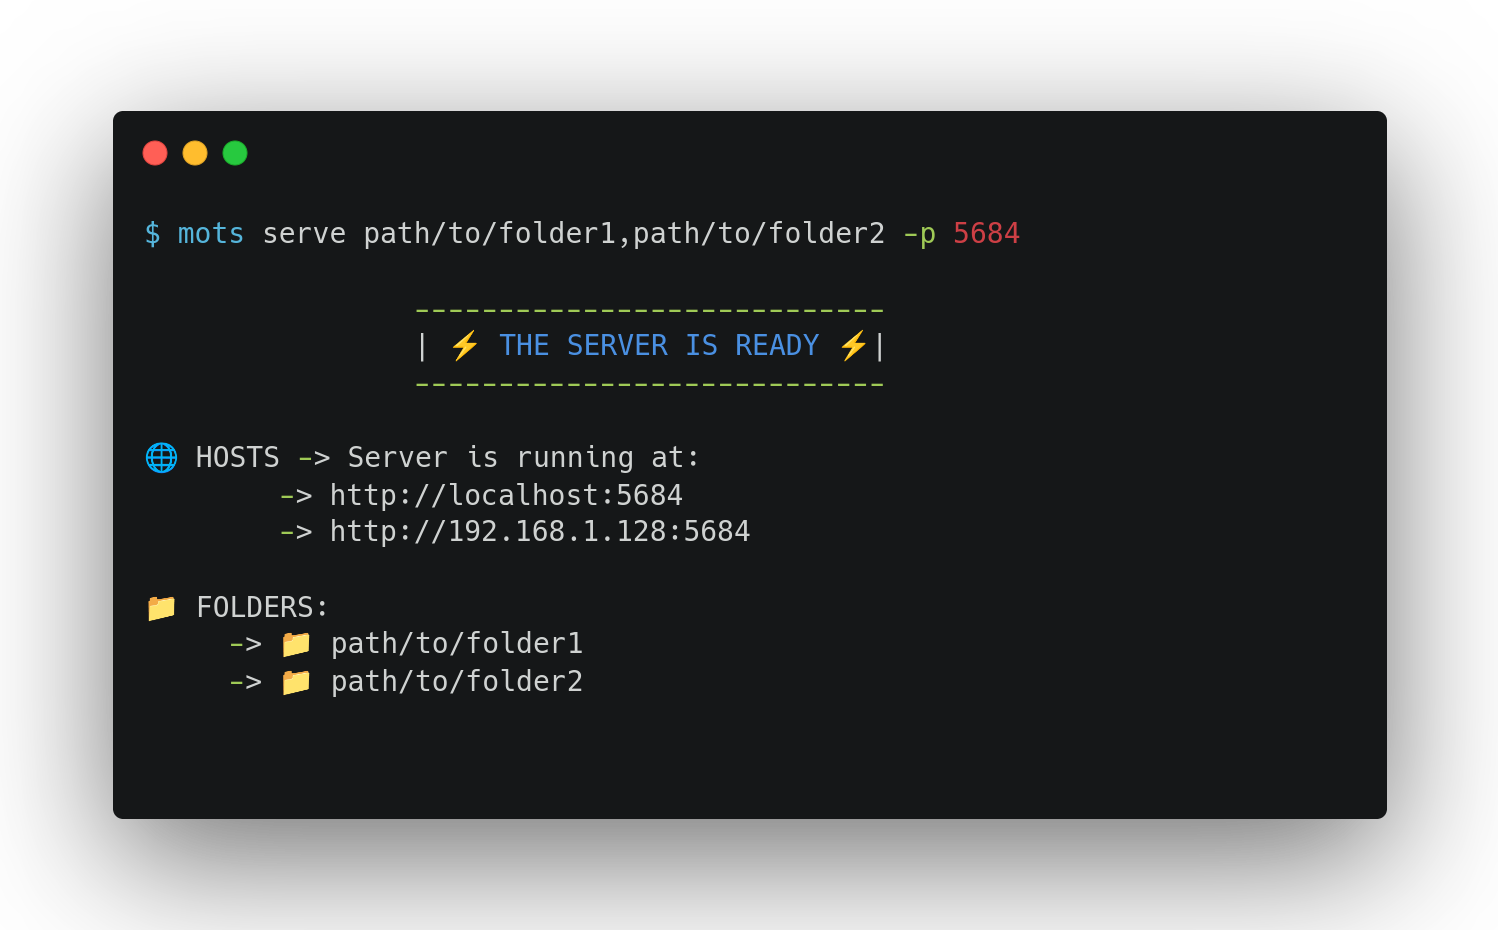 $ mots serve path/to/folder1,path/to/folder2 -p 5684
----------------------------
| ⚡ THE SERVER IS READY ⚡|
----------------------------
🌐 HOSTS -> Server is running at:
-> http://localhost:5684
-> http://192.168.1.128:5684
📁 FOLDERS:
-> 📁 path/to/folder1
-> 📁 path/to/folder2